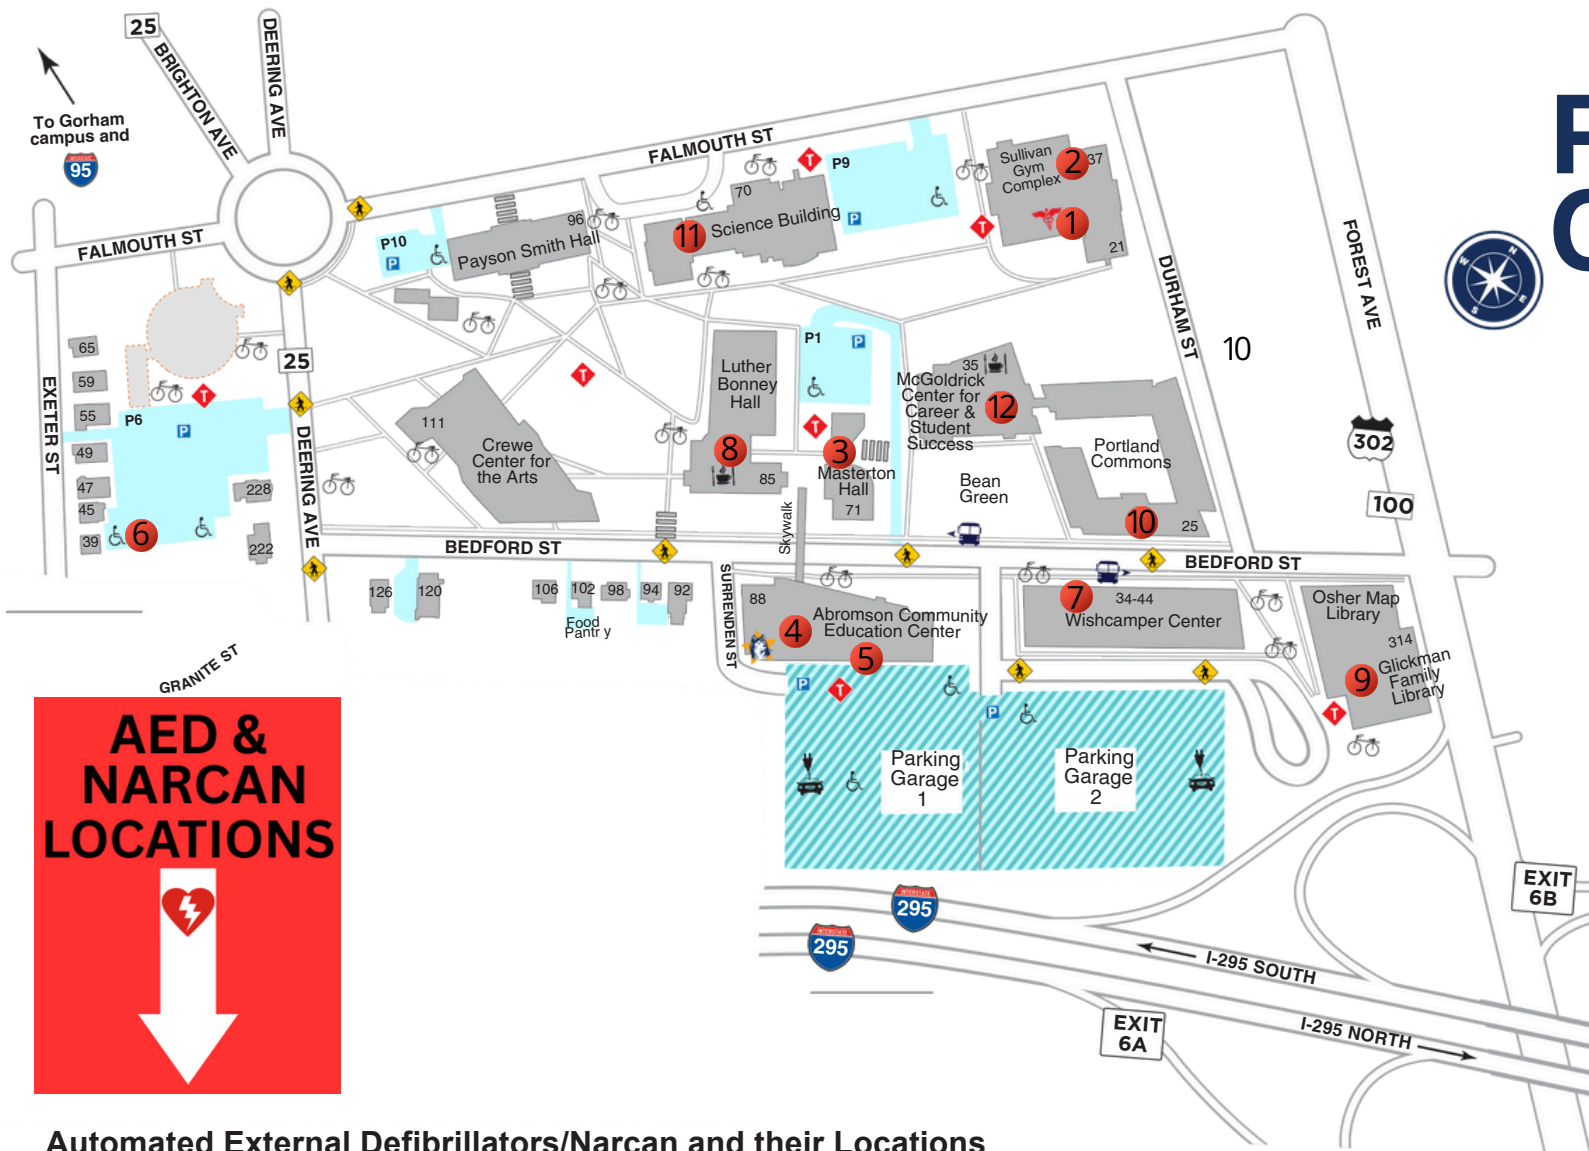 25
BRIGHTON AVE
DEERING AVE
To Gorham
campus and
INTERSTATE
95
FALMOUTH ST
FALMOUTH ST
P10
P
96
Payson Smith Hall
70
11
Science Building
T
P9
P
Sullivan
Gym
Complex
2
37
1
T
21
DURHAM ST
10
FOREST AVE
N
W
E
S
P
C
302
100
EXETER ST
65
59
55
49
47
45
39
P6
P
T
6
228
222
25
DEERING AVE
111
Crewe
Center for
the Arts
T
Luther
Bonney
Hall
8
85
P1
P
T
3
Masterton
Hall
71
35
McGoldrick
Center for
Career &
Student
Success
12
Portland
Commons
10
25
Bean
Green
Skywalk
BEDFORD ST
BEDFORD ST
126
120
106
102
98
94
92
Food
Pantr y
SURRENDEN ST
88
4
Abromson Community
Education Center
5
7
34-44
Wishcamper Center
Osher Map
Library
314
9
Glickman
Family
Library
T
P
T
P
Parking
Garage
1
Parking
Garage
2
GRANITE ST
AED &
NARCAN
LOCATIONS
INTERSTATE
295
INTERSTATE
295
I-295 SOUTH
I-295 NORTH
EXIT
6A
EXIT
6B
Automated External Defibrillators/Narcan and their Locations